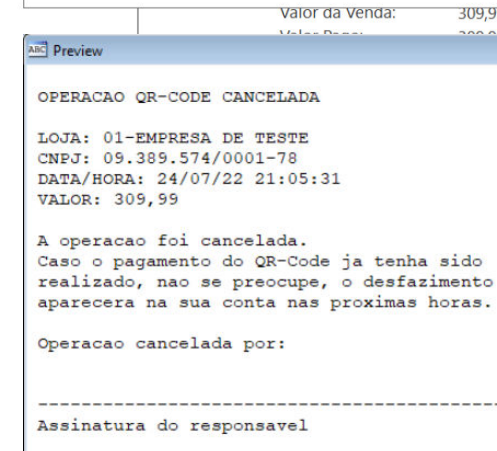 Valor da Venda: 309,9
ABC Preview
OPERACAO QR-CODE CANCELADA
LOJA: 01-EMPRESA DE TESTE
CNPJ: 09.389.574/0001-78
DATA/HORA: 24/07/22 21:05:31
VALOR: 309,99
A operacao foi cancelada.
Caso o pagamento do QR-Code ja tenha sido
realizado, nao se preocupe, o desfazimento
aparecera na sua conta nas proximas horas.
Operacao cancelada por:
Assinatura do responsavel